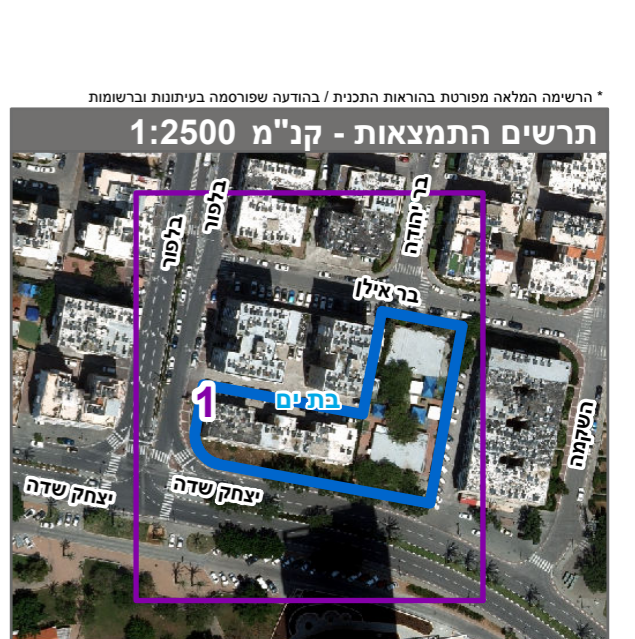 * הרשימה המלאה מפורטת בהוראות התכנית / בהודעה שפורסמה בעיתונות וברשומות
תרשים התמצאות - קנ"מ 1:2500
בר יהודה
בלפור
בלפור
בר אילן
השקמה
בת ים
1
יצחק שדה
יצחק שדה